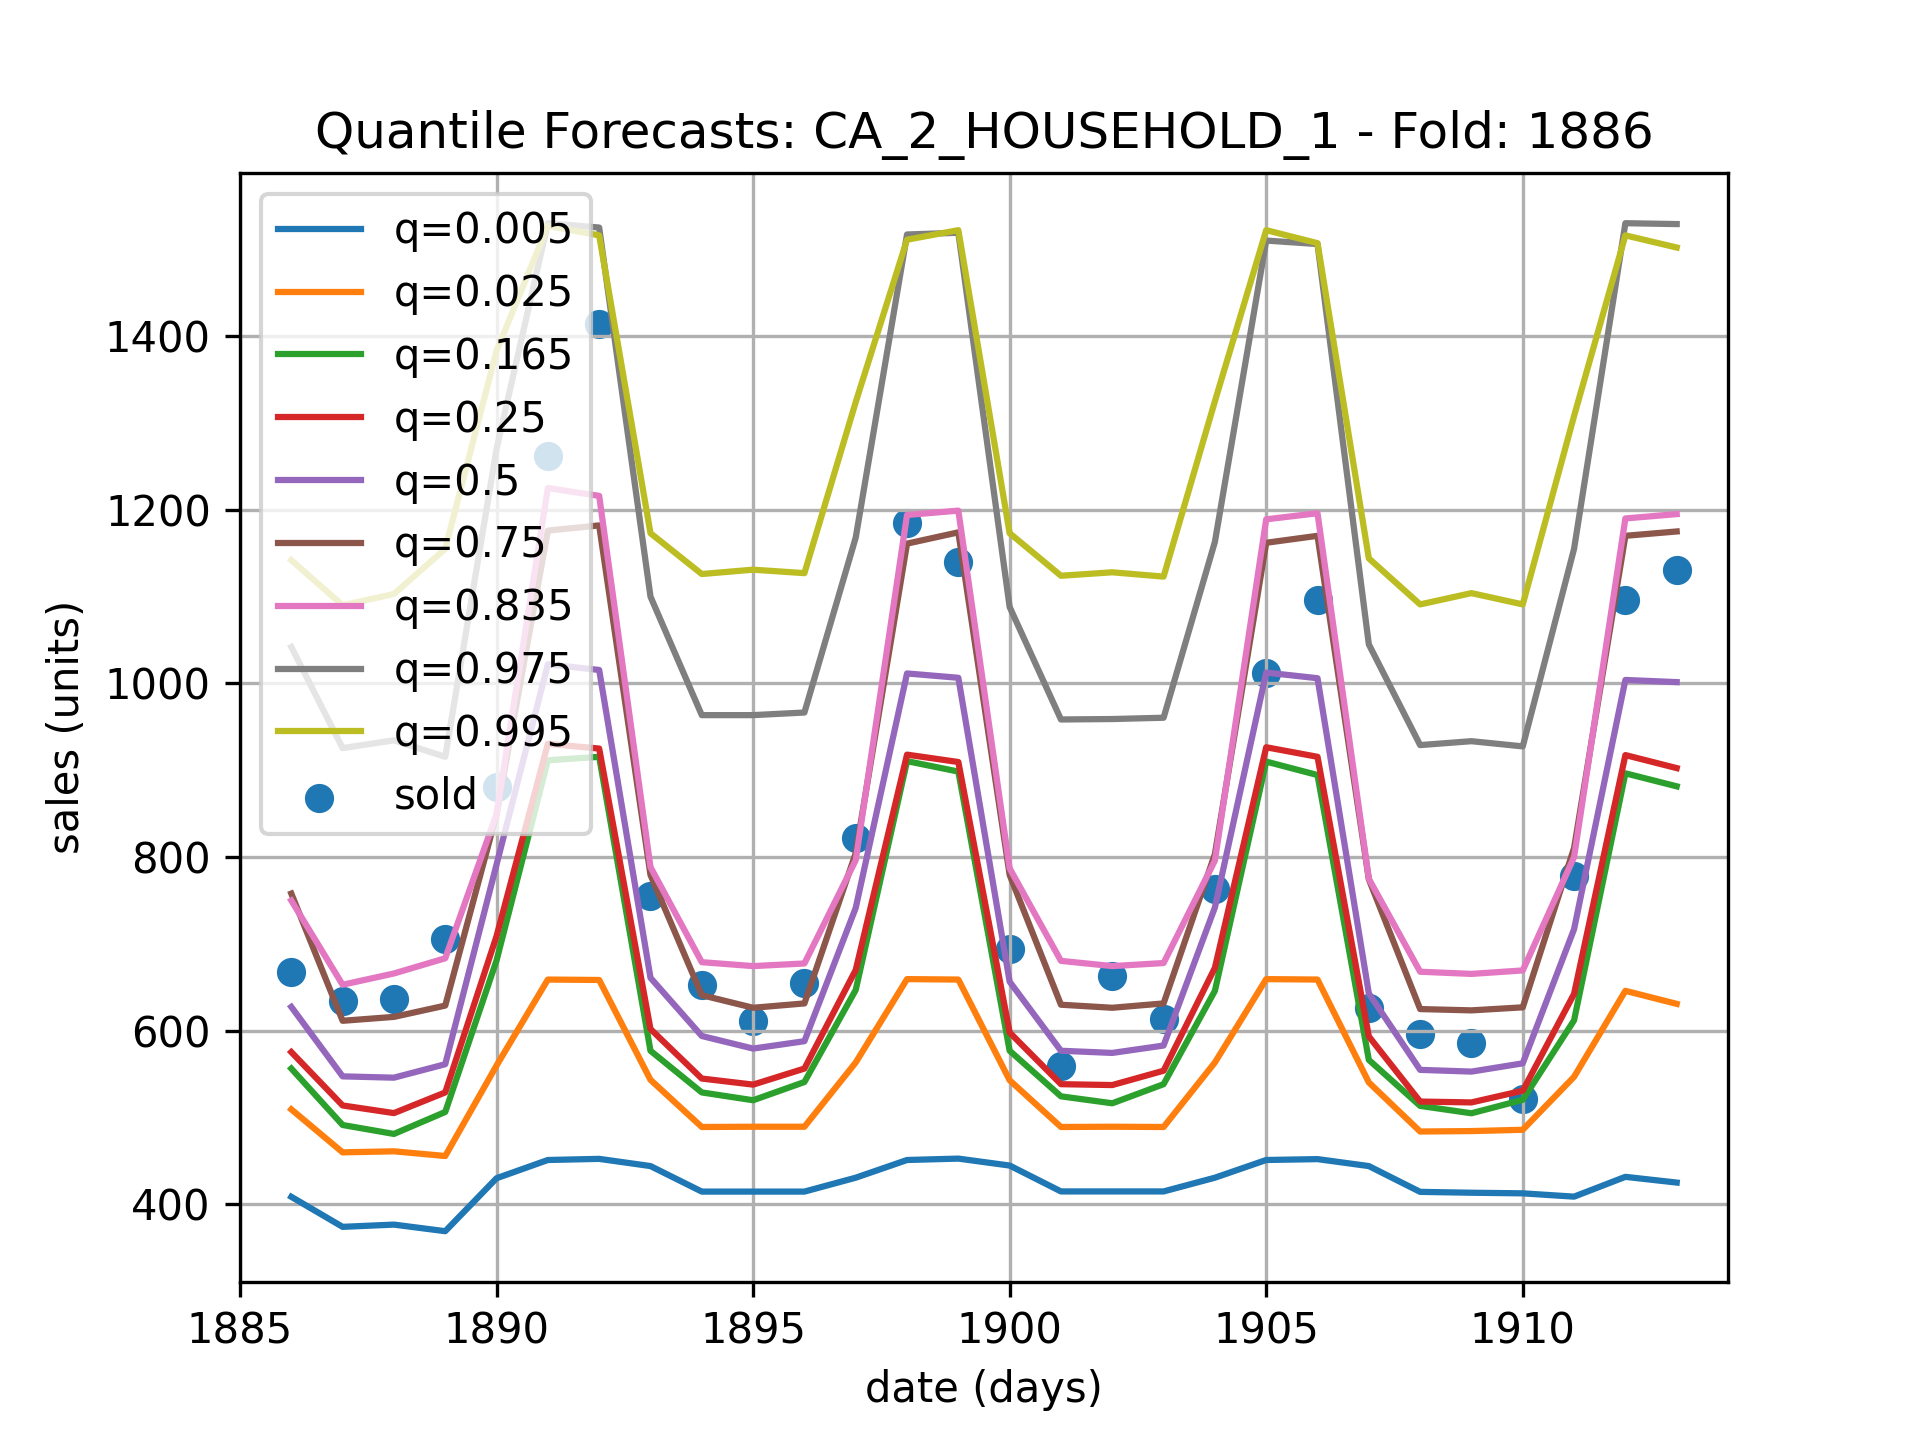 Quantile Forecasts: CA_2_HOUSEHOLD_1 - Fold: 1886
q=0.005
q=0.025
q=0.165
q=0.25
q=0.5
q=0.75
q=0.835
q=0.975
q=0.995
sold
sales (units)
1400
1200
1000
800
600
400
1885 1890 1895 1900 1905 1910
date (days)